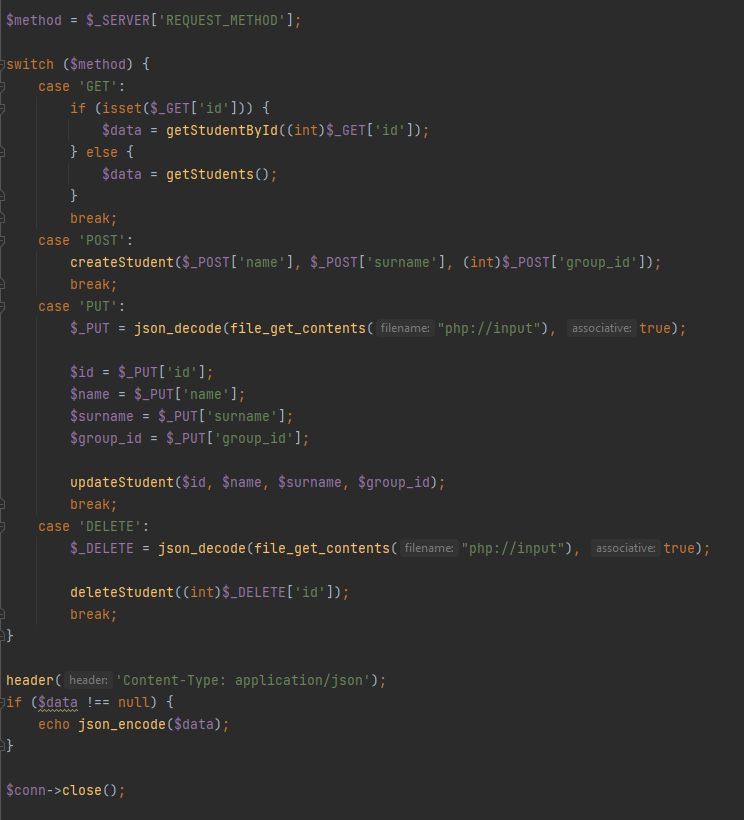 $method = $_SERVER['REQUEST_METHOD'];
switch ($method) {
case 'GET':
if (isset($_GET['id'])) {
$data = getStudentById((int)$_GET['id']);
} else {
$data = getStudents();
}
break;
case 'POST':
createStudent($_POST['name'], $_POST['surname'], (int)$_POST['group_id']);
break;
case 'PUT':
$_PUT = json_decode(file_get_contents( filename: "php://input"), associative: true);
$id = $_PUT['id'];
$name = $_PUT['name'];
$surname = $_PUT['surname'];
$group_id = $_PUT['group_id'];
updateStudent($id, $name, $surname, $group_id);
break;
case 'DELETE':
$_DELETE = json_decode(file_get_contents( filename: "php://input"), associative: true);
deleteStudent((int)$_DELETE['id']);
break;
}
header( header: 'Content-Type: application/json');
if ($data !== null) {
echo json_encode($data);
}
$conn->close();